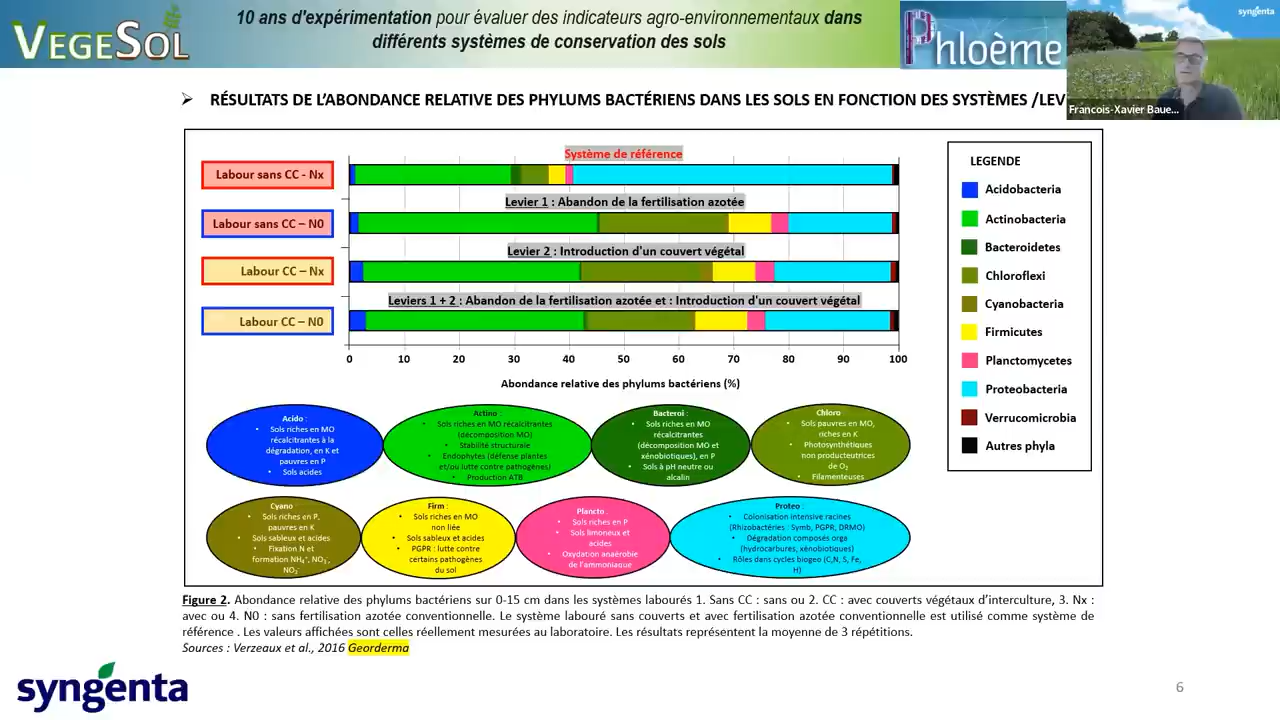 VEGESOL
10 ans d'expérimentation pour évaluer des indicateurs agro-environnementaux dans
différents systèmes de conservation des sols
Phloème
syngenta
Francois-Xavier Baue...
➢ RÉSULTATS DE L'ABONDANCE RELATIVE DES PHYLUMS BACTÉRIENS DANS LES SOLS EN FONCTION DES SYSTÈMES /LEV
Système de référence
Labour sans CC - Nx
Levier 1 : Abandon de la fertilisation azotée
Labour sans CC – N0
Levier 2 : Introduction d'un couvert végétal
Labour CC – Nx
Leviers 1 + 2 : Abandon de la fertilisation azotée et : Introduction d'un couvert végétal
Labour CC – N0
0 10 20 30 40 50 60 70 80 90 100
Abondance relative des phylums bactériens (%)
LEGENDE
Acidobacteria
Actinobacteria
Bacteroidetes
Chloroflexi
Cyanobacteria
Firmicutes
Planctomycetes
Proteobacteria
Verrucomicrobia
Autres phyla
Acido :
• Sols riches en MO
récalcitrantes à la
dégradation, en K et
pauvres en P
• Sols acides
Actino :
• Sols riches en MO récalcitrantes
(décomposition MO)
• Stabilité structurale
• Endophytes (défense plantes
et/ou lutte contre pathogènes)
• Production ATB
Bacteroi :
• Sols riches en MO
récalcitrantes
(décomposition MO et
xénobiotiques), en P
• Sols à pH neutre ou
alcalin
Chloro
• Sols pauvres en MO,
riches en K
• Photosynthétiques
non producteutrices
de O₂
• Filamenteuses
Cyano :
• Sols riches en P,
pauvres en K
• Sols sableux et acides
• Fixation N et
formation NH₄⁺, NO₃⁻,
NO₂⁻
Firm :
• Sols riches en MO
non liée
• Sols sableux et acides
• PGPR : lutte contre
certains pathogènes
du sol
Plancto :
• Sols riches en P
• Sols limoneux et
acides
• Oxydation anaérobie
de l'ammoniaque
Proteo :
• Colonisation intensive racines
(Rhizobactéries : Symb, PGPR, DRMO)
• Dégradation composés orga
(hydrocarbures, xénobiotiques)
• Rôles dans cycles biogeo (C,N, S, Fe,
H)
Figure 2. Abondance relative des phylums bactériens sur 0-15 cm dans les systèmes labourés 1. Sans CC : sans ou 2. CC : avec couverts végétaux d'interculture, 3. Nx :
avec ou 4. N0 : sans fertilisation azotée conventionnelle. Le système labouré sans couverts et avec fertilisation azotée conventionnelle est utilisé comme système de
référence . Les valeurs affichées sont celles réellement mesurées au laboratoire. Les résultats représentent la moyenne de 3 répétitions.
Sources : Verzeaux et al., 2016 Georderma
syngenta
6